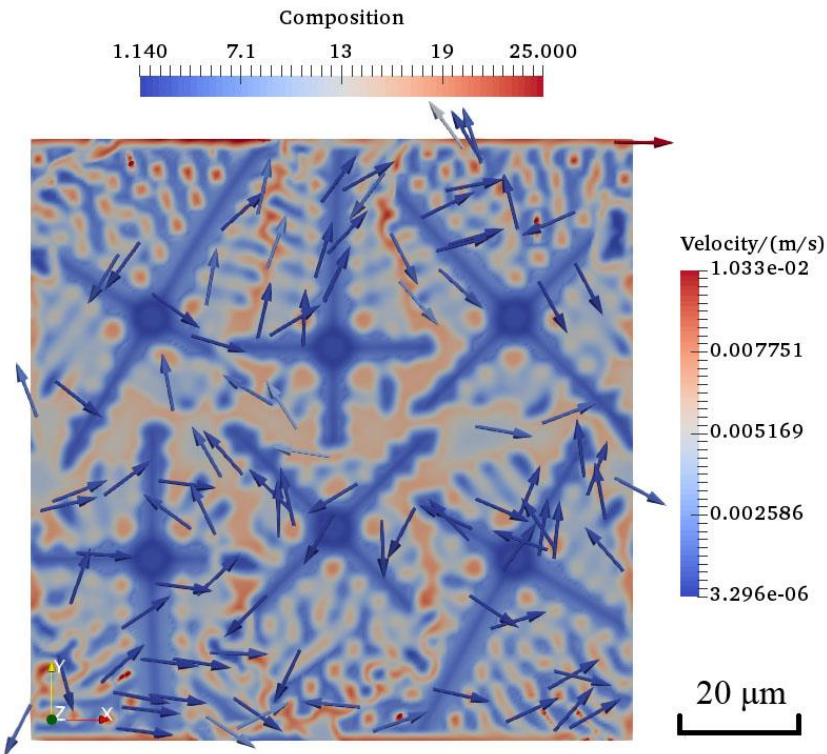 Composition
1.140 7.1 13 19 25.000
Velocity/(m/s)
1.033e-02
0.007751
0.005169
0.002586
3.296e-06
Y
Z X
20 μm